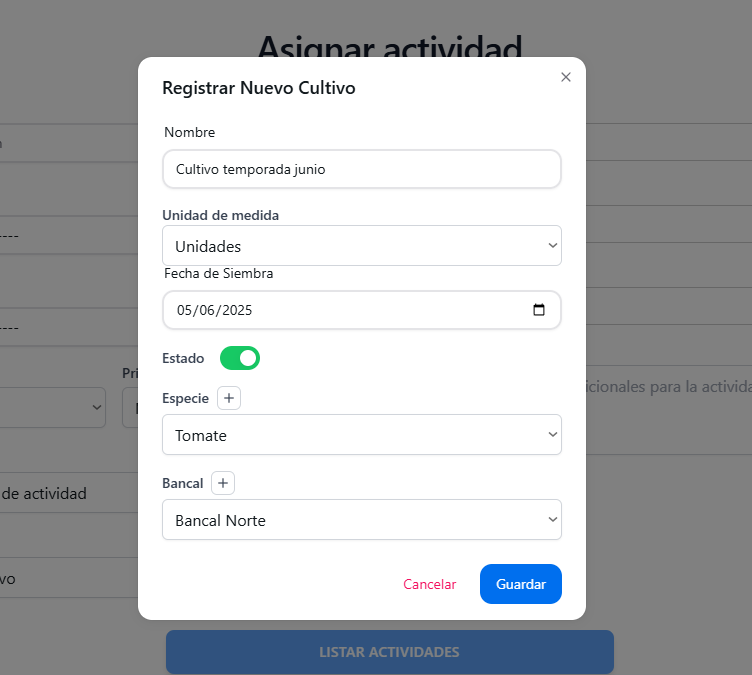 Asignar actividad
Registrar Nuevo Cultivo
Nombre
Cultivo temporada junio
Unidad de medida
Unidades
Fecha de Siembra
05/06/2025
Estado
Especie +
Tomate
Bancal +
Bancal Norte
Cancelar Guardar
----
----
Pri
icionales para la activida
de actividad
vo
LISTAR ACTIVIDADES